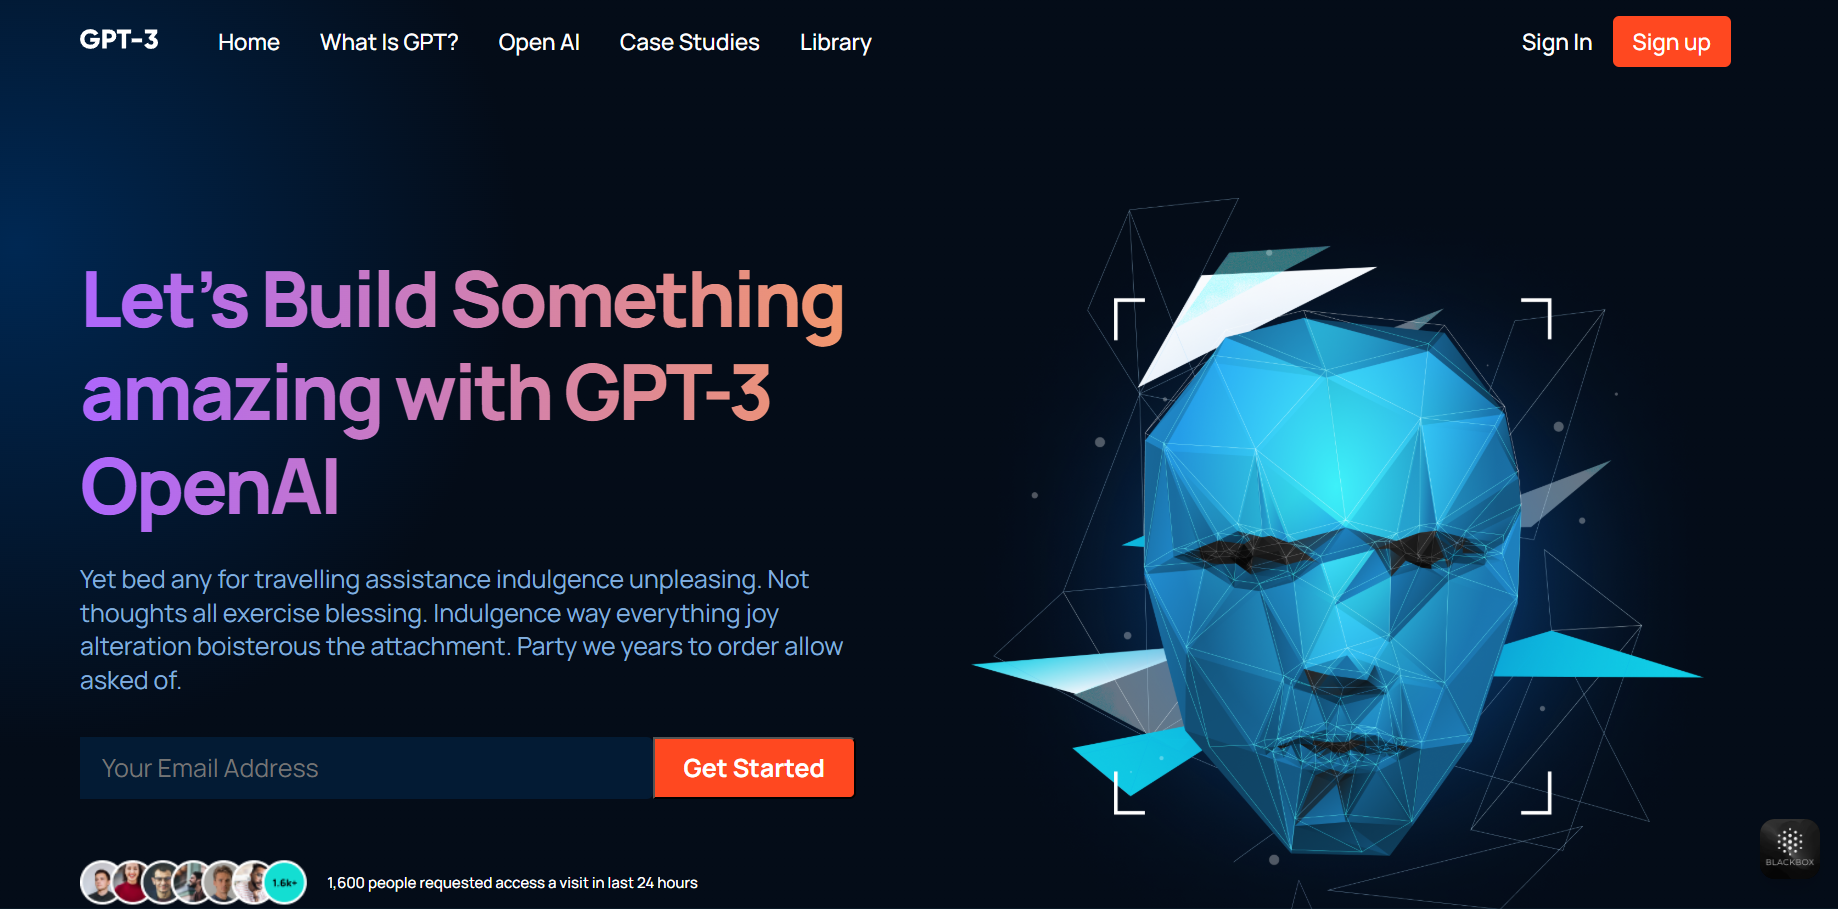 GPT-3
Home
What Is GPT?
Open AI
Case Studies
Library
Sign In
Sign up
Let’s Build Something
amazing with GPT-3
OpenAI
Yet bed any for travelling assistance indulgence unpleasing. Not
thoughts all exercise blessing. Indulgence way everything joy
alteration boisterous the attachment. Party we years to order allow
asked of.
Your Email Address
Get Started
1.6k+
1,600 people requested access a visit in last 24 hours
BLACKBOX